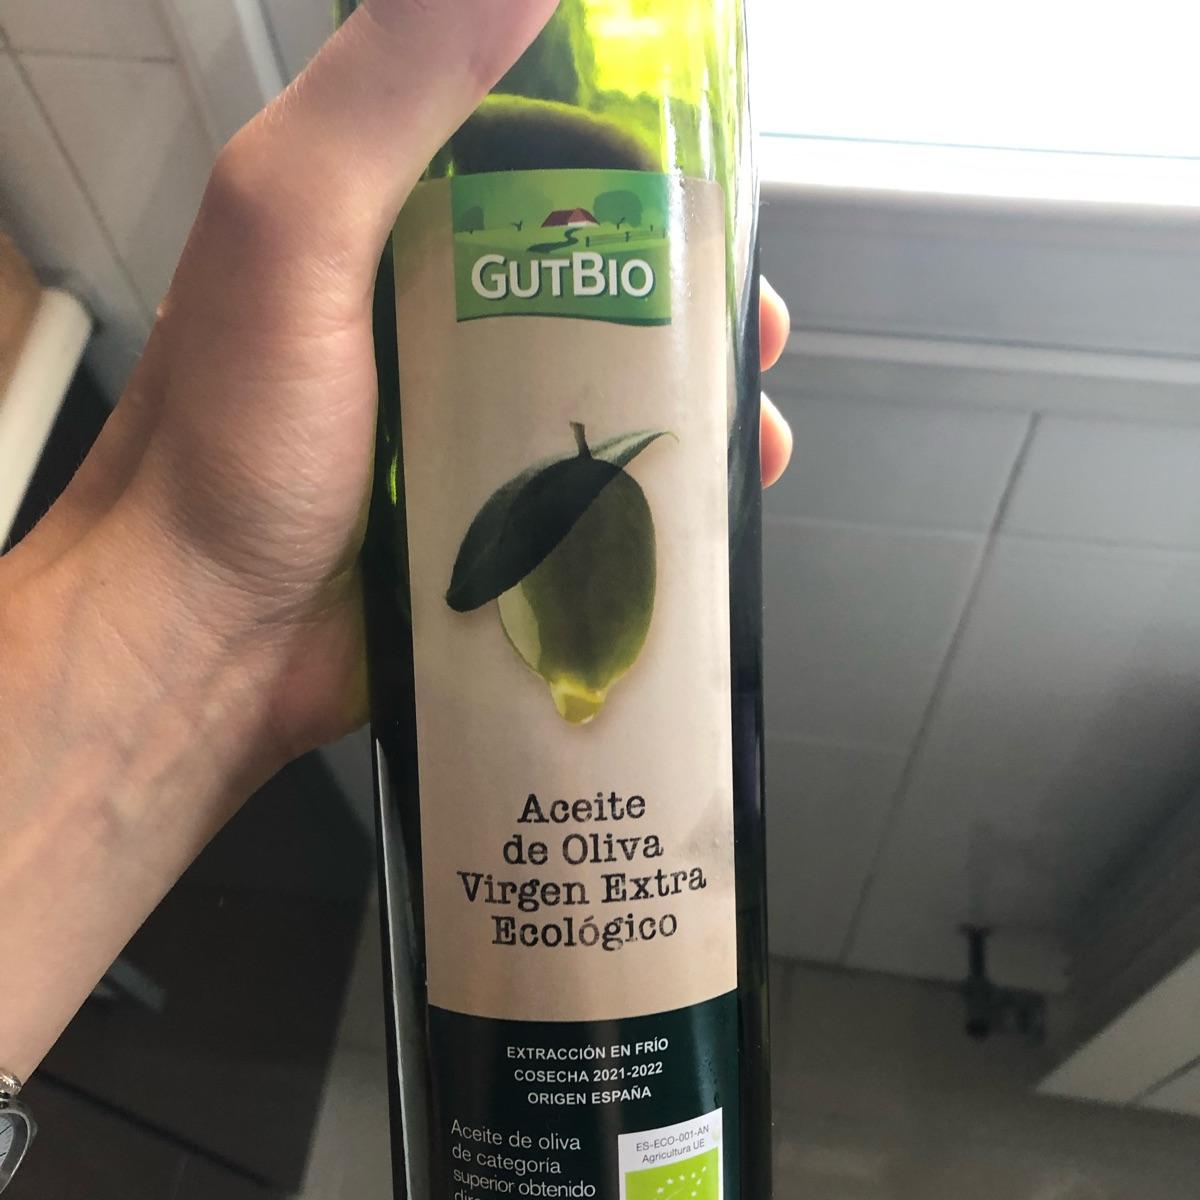 GUTBIO
Aceite
de Oliva
Virgen Extra
Ecológico
EXTRACCIÓN EN FRÍO
COSECHA 2021-2022
ORIGEN ESPAÑA
Aceite de oliva
de categoría
superior obtenido
ES-ECO-001-AN
Agricultura UE